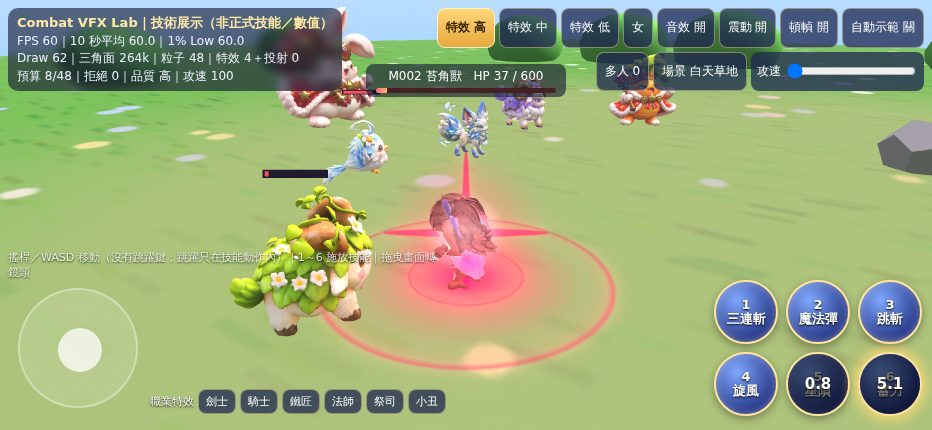 Combat VFX Lab｜技術展示（非正式技能／數值）
FPS 60｜10 秒平均 60.0｜1% Low 60.0
Draw 62｜三角面 264k｜粒子 48｜特效 4＋投射 0
預算 8/48｜拒絕 0｜品質 高｜攻速 100
特效 高
特效 中
特效 低
女
音效 開
震動 開
頓幀 開
自動示範 關
多人 0
場景 白天草地
攻速
M002 苔角獸 HP 37 / 600
搖桿／WASD 移動（沒有跳躍鍵；跳躍只在技能動作內）｜1～6 施放技能｜拖曳畫面轉
鏡頭
1
三連斬
2
魔法彈
3
跳斬
4
旋風
0.8
5.1
職業特效
劍士
騎士
鐵匠
法師
祭司
小丑